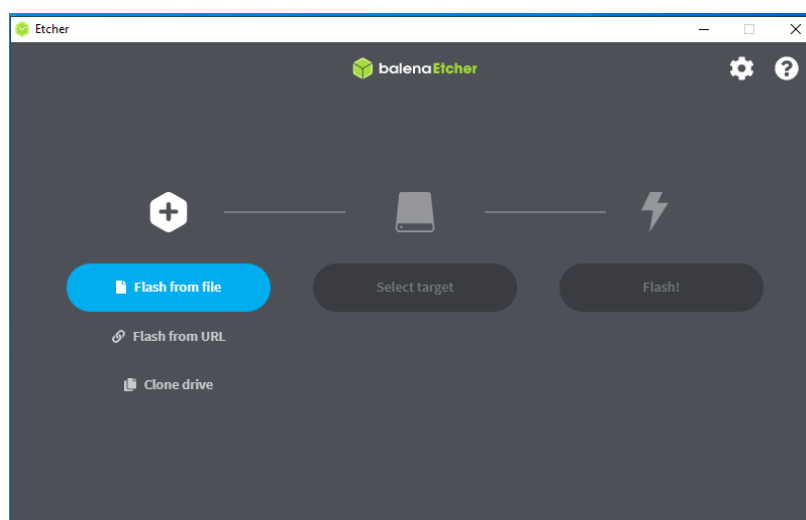 Etcher
balenaEtcher
Flash from file
Select target
Flash!
Flash from URL
Clone drive